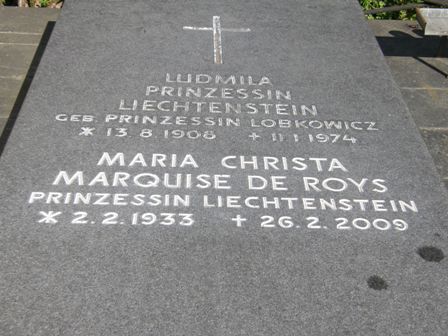 LUDMILA
PRINZESSIN
LIECHTENSTEIN
GEB. PRINZESSIN LOBKOWICZ
* 13.8.1908 + 11.1.1974
MARIA CHRISTA
MARQUISE DE ROYS
PRINZESSIN LIECHTENSTEIN
* 2.2.1933 + 26.2.2009